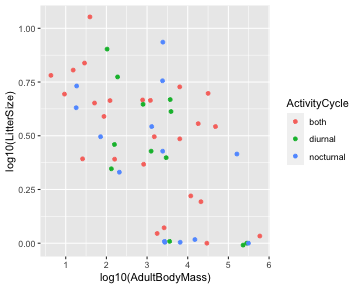 log10(LitterSize)
1.00
0.75
0.50
0.25
0.00
1 2 3 4 5 6
log10(AdultBodyMass)
ActivityCycle
both
diurnal
nocturnal